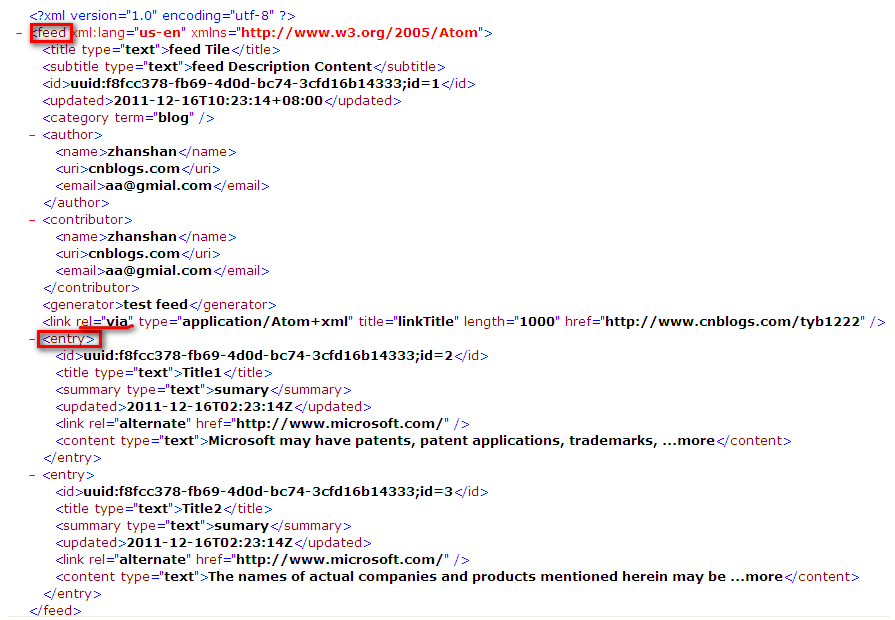 <?xml version="1.0" encoding="utf-8" ?>
- <feed xml:lang="us-en" xmlns="http://www.w3.org/2005/Atom">
<title type="text">feed Tile</title>
<subtitle type="text">feed Description Content</subtitle>
<id>uuid:f8fcc378-fb69-4d0d-bc74-3cfd16b14333;id=1</id>
<updated>2011-12-16T10:23:14+08:00</updated>
<category term="blog" />
- <author>
<name>zhanshan</name>
<uri>cnblogs.com</uri>
<email>aa@gmial.com</email>
</author>
- <contributor>
<name>zhanshan</name>
<uri>cnblogs.com</uri>
<email>aa@gmial.com</email>
</contributor>
<generator>test feed</generator>
<link rel="via" type="application/Atom+xml" title="linkTitle" length="1000" href="http://www.cnblogs.com/tyb1222" />
- <entry>
<id>uuid:f8fcc378-fb69-4d0d-bc74-3cfd16b14333;id=2</id>
<title type="text">Title1</title>
<summary type="text">sumary</summary>
<updated>2011-12-16T02:23:14Z</updated>
<link rel="alternate" href="http://www.microsoft.com/" />
<content type="text">Microsoft may have patents, patent applications, trademarks, ...more</content>
</entry>
- <entry>
<id>uuid:f8fcc378-fb69-4d0d-bc74-3cfd16b14333;id=3</id>
<title type="text">Title2</title>
<summary type="text">sumary</summary>
<updated>2011-12-16T02:23:14Z</updated>
<link rel="alternate" href="http://www.microsoft.com/" />
<content type="text">The names of actual companies and products mentioned herein may be ...more</content>
</entry>
</feed>